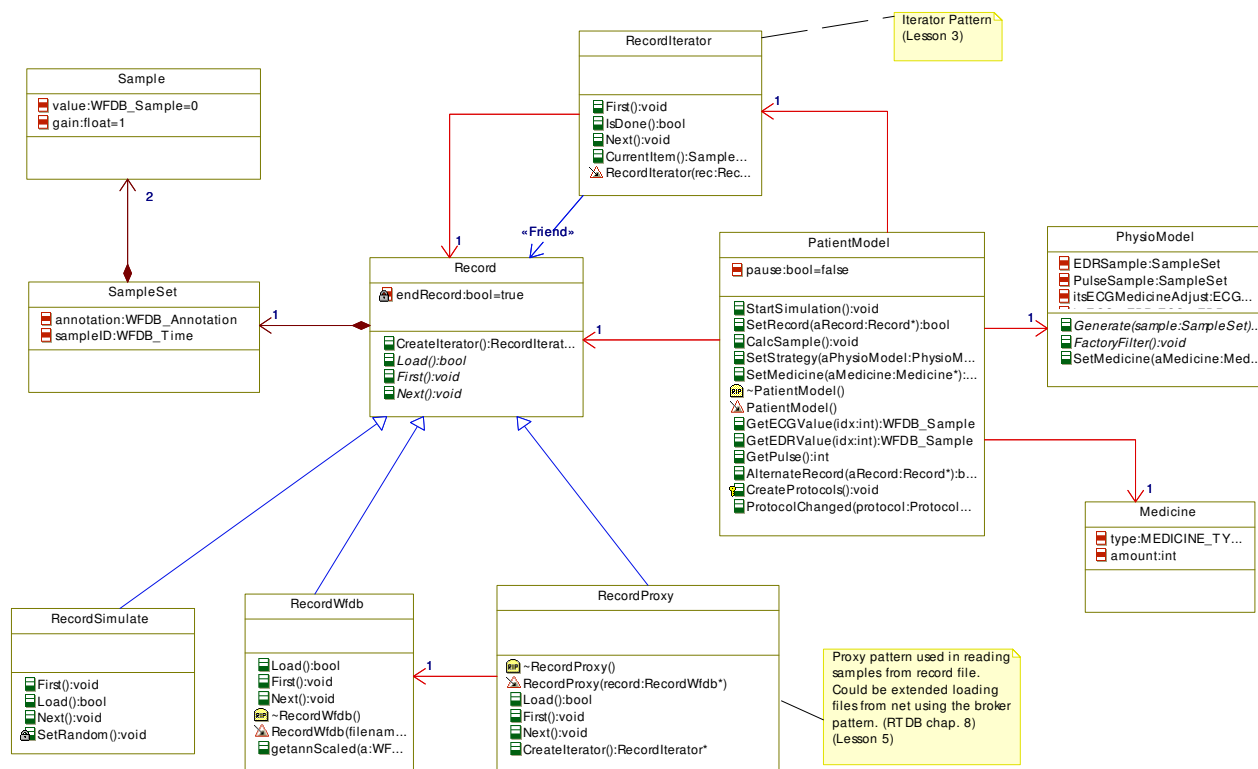 Iterator Pattern
(Lesson 3)
RecordIterator
First():void
IsDone():bool
Next():void
CurrentItem():Sample...
RecordIterator(rec:Rec...
Sample
value:WFDB_Sample=0
gain:float=1
2
1
«Friend»
1
SampleSet
annotation:WFDB_Annotation
sampleID:WFDB_Time
1
Record
endRecord:bool=true
CreateIterator():RecordIterat...
Load():bool
First():void
Next():void
1
PatientModel
pause:bool=false
StartSimulation():void
SetRecord(aRecord:Record*):bool
CalcSample():void
SetStrategy(aPhysioModel:PhysioM...
SetMedicine(aMedicine:Medicine*):...
RIP ~PatientModel()
PatientModel()
GetECGValue(idx:int):WFDB_Sample
GetEDRValue(idx:int):WFDB_Sample
GetPulse():int
AlternateRecord(aRecord:Record*):b...
CreateProtocols():void
ProtocolChanged(protocol:Protocol...
1
PhysioModel
EDRSample:SampleSet
PulseSample:SampleSet
itsECGMedicineAdjust:ECG...
Generate(sample:SampleSet)...
FactoryFilter():void
SetMedicine(aMedicine:Med...
1
Medicine
type:MEDICINE_TY...
amount:int
RecordSimulate
First():void
Load():bool
Next():void
SetRandom():void
RecordWfdb
Load():bool
First():void
Next():void
RIP ~RecordWfdb()
RecordWfdb(filenam...
getannScaled(a:WF...
1
RecordProxy
RIP ~RecordProxy()
RecordProxy(record:RecordWfdb*)
Load():bool
First():void
Next():void
CreateIterator():RecordIterator*
Proxy pattern used in reading
samples from record file.
Could be extended loading
files from net using the broker
pattern. (RTDB chap. 8)
(Lesson 5)